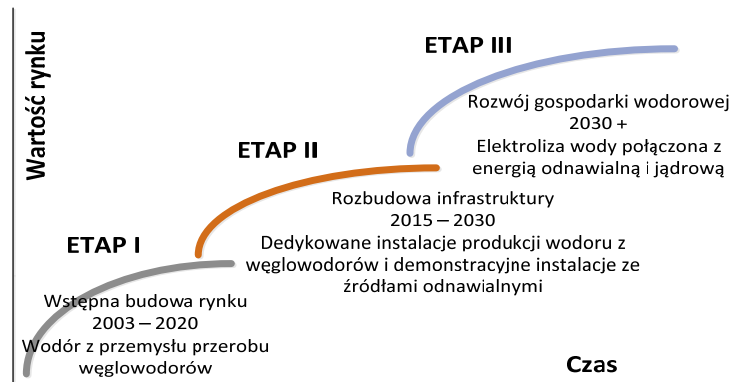 Wartość rynku
ETAP III
Rozwój gospodarki wodorowej
2030 +
Elektroliza wody połączona z
energią odnawialną i jądrową
ETAP II
Rozbudowa infrastruktury
2015 – 2030
Dedykowane instalacje produkcji wodoru z
węglowodorów i demonstracyjne instalacje ze
źródłami odnawialnymi
ETAP I
Wstępna budowa rynku
2003 – 2020
Wodór z przemysłu przerobu
węglowodorów
Czas